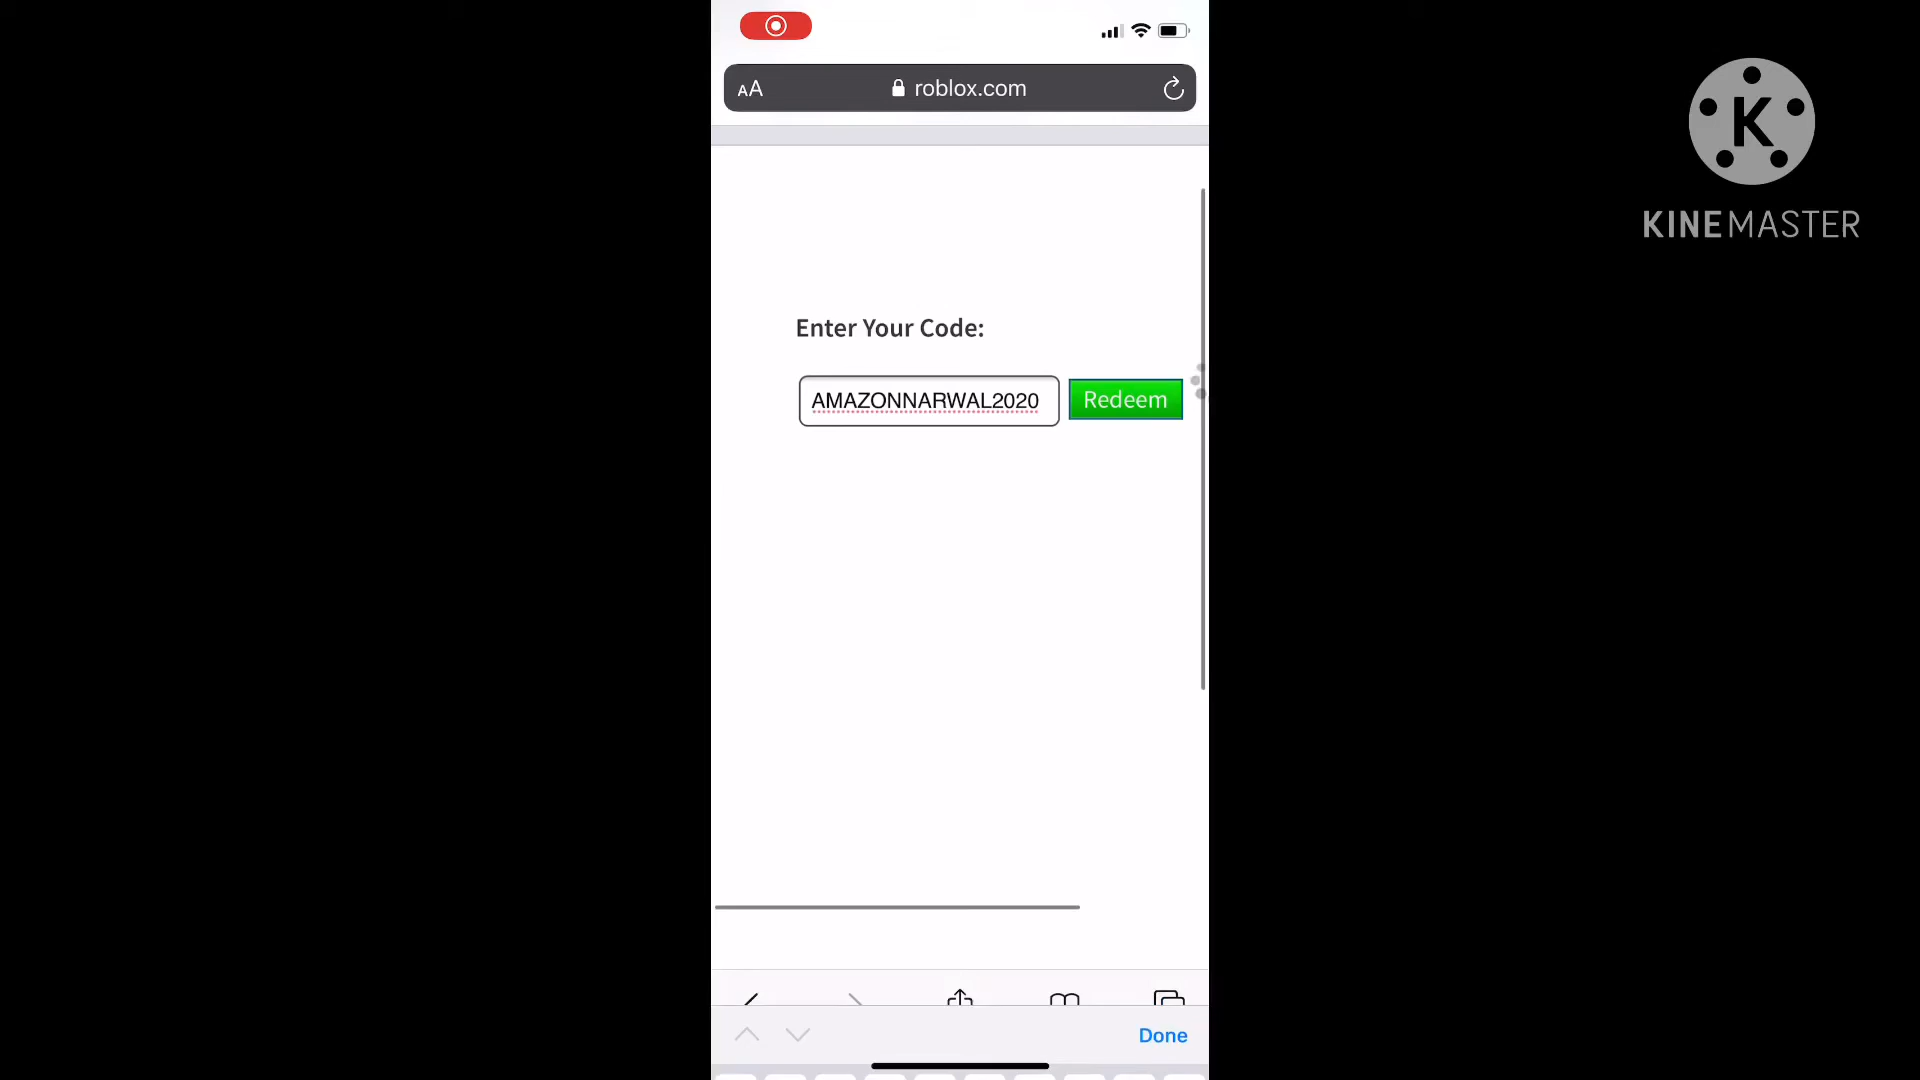 AA
roblox.com
K
KINEMASTER
Enter Your Code:
AMAZONNARWAL2020
Redeem
Done